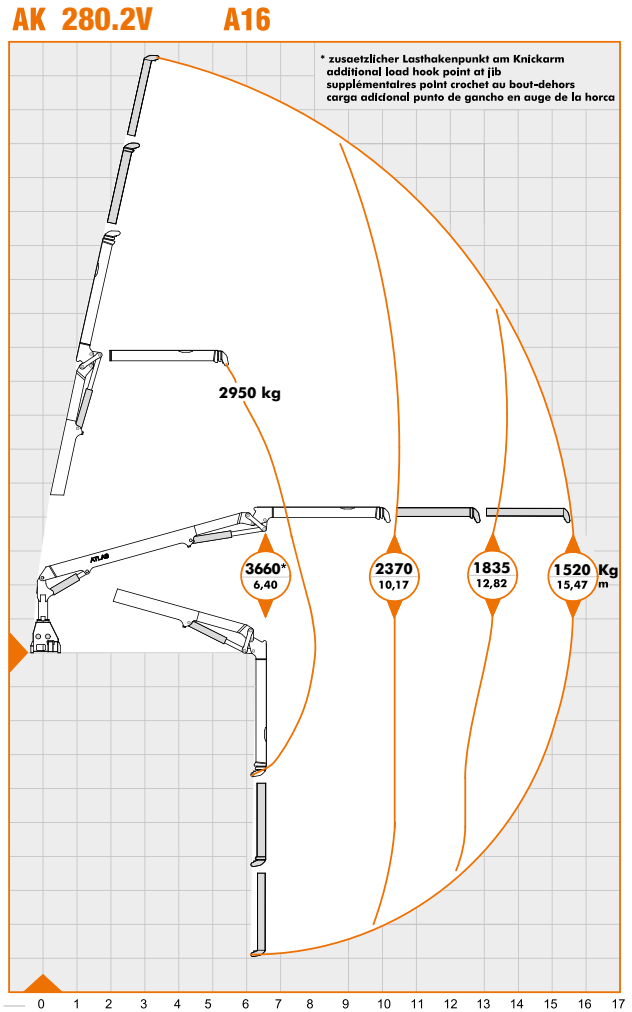 AK 280.2V A16
* zusaetzlicher Lasthakenpunkt am Knickarm
additional load hook point at jib
supplémentaires point crochet au bout-dehors
carga adicional punto de gancho en auge de la horca
2950 kg
ATLAS
3660* 2370 1835 1520 Kg
6,40 10,17 12,82 15,47 m
0 1 2 3 4 5 6 7 8 9 10 11 12 13 14 15 16 17